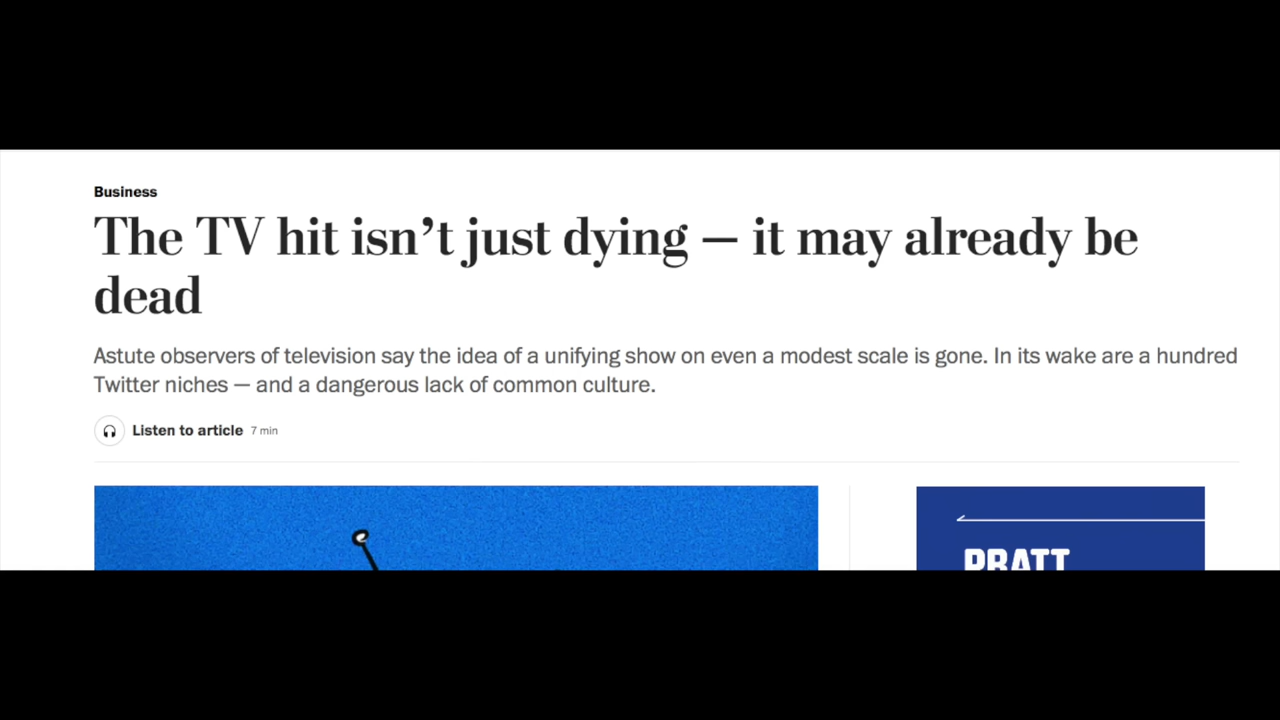 Business
The TV hit isn’t just dying — it may already be
dead
Astute observers of television say the idea of a unifying show on even a modest scale is gone. In its wake are a hundred
Twitter niches — and a dangerous lack of common culture.
Listen to article 7 min
PRATT